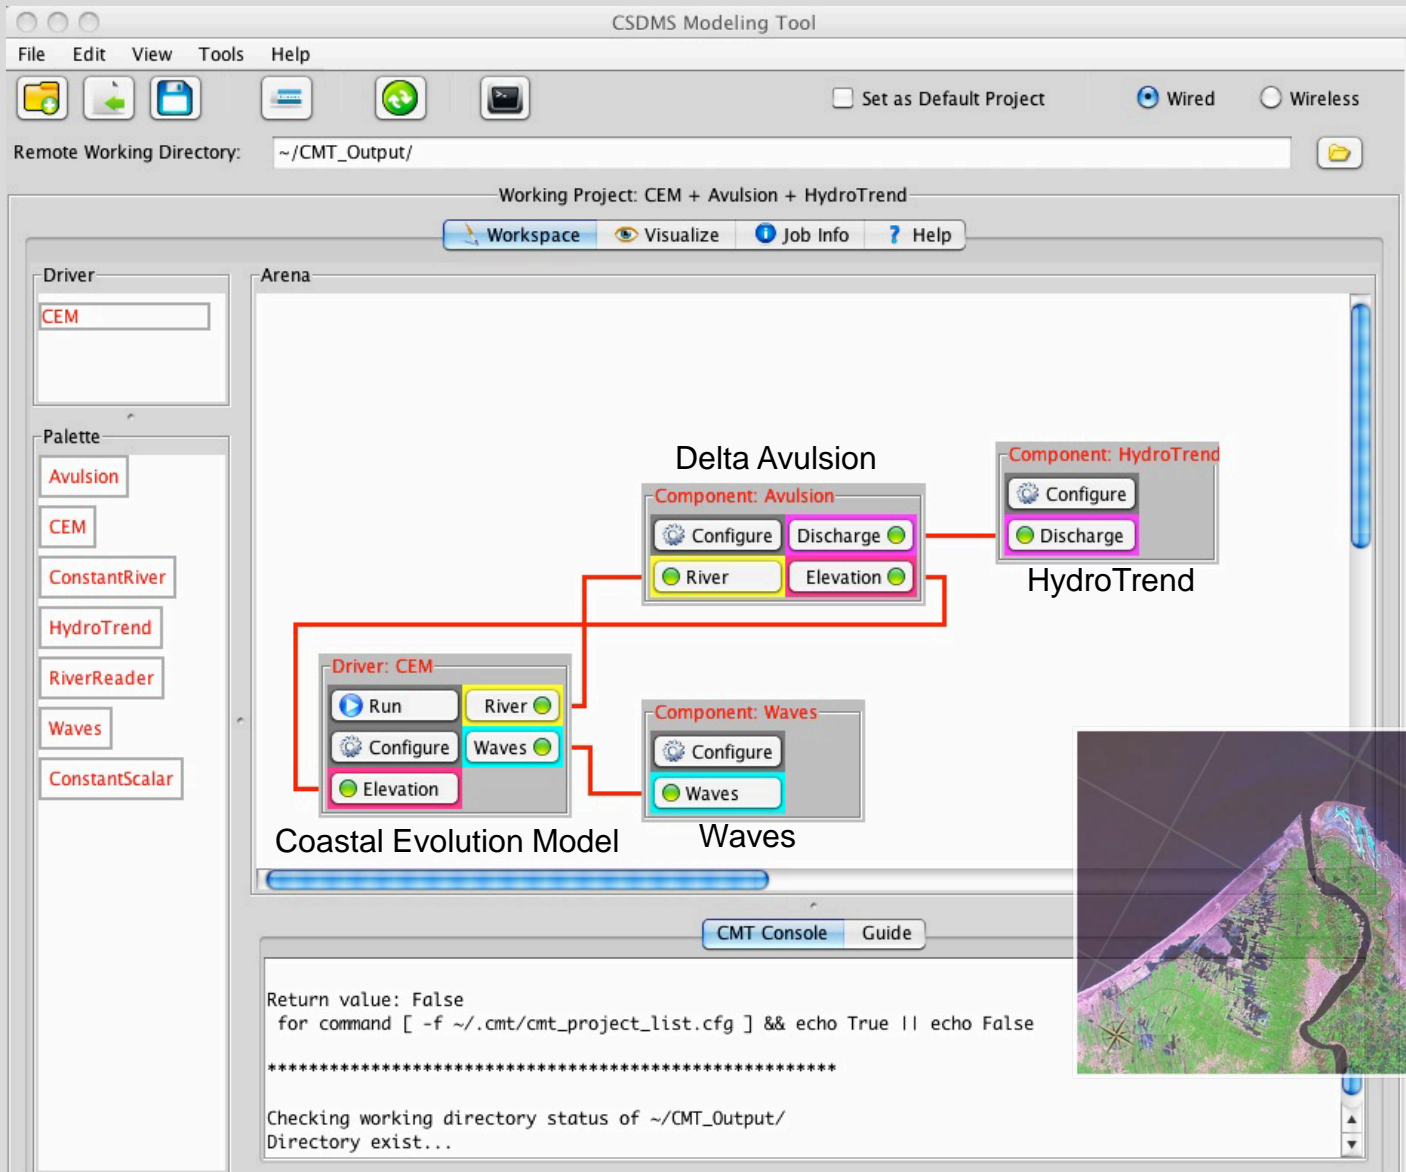 CSDMS Modeling Tool
File Edit View Tools Help
Set as Default Project Wired Wireless
Remote Working Directory: ~/CMT_Output/
Working Project: CEM + Avulsion + HydroTrend
Workspace Visualize Job Info ? Help
Driver
CEM
Palette
Avulsion
CEM
ConstantRiver
HydroTrend
RiverReader
Waves
ConstantScalar
Arena
Delta Avulsion
Component: Avulsion
Configure Discharge
River Elevation
Component: HydroTrend
Configure
Discharge
HydroTrend
Driver: CEM
Run River
Configure Waves
Elevation
Coastal Evolution Model
Component: Waves
Configure
Waves
Waves
CMT Console Guide
Return value: False
for command [ -f ~/.cmt/cmt_project_list.cfg ] && echo True || echo False
*******************************************************
Checking working directory status of ~/CMT_Output/
Directory exist...